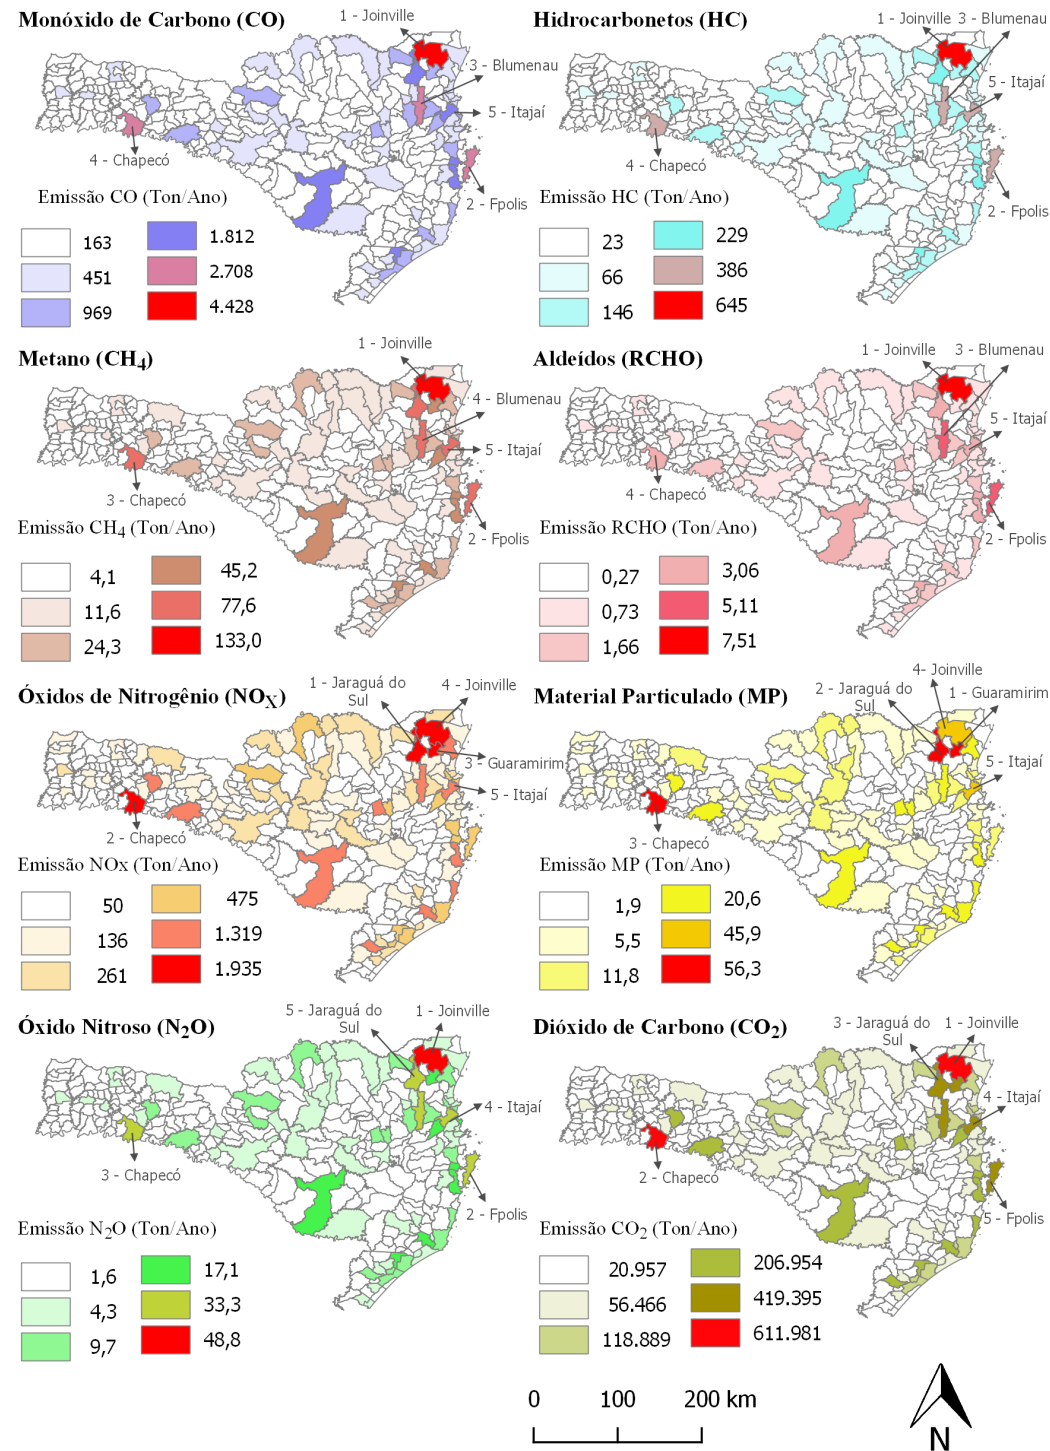 Monóxido de Carbono (CO)
1 - Joinville
3 - Blumenau
5 - Itajaí
4 - Chapecó
2 - Fpolis
Emissão CO (Ton/Ano)
163
451
969
1.812
2.708
4.428
Hidrocarbonetos (HC)
1 - Joinville
3 - Blumenau
5 - Itajaí
4 - Chapecó
2 - Fpolis
Emissão HC (Ton/Ano)
23
66
146
229
386
645
Metano (CH4)
1 - Joinville
4 - Blumenau
5 - Itajaí
3 - Chapecó
2 - Fpolis
Emissão CH4 (Ton/Ano)
4,1
11,6
24,3
45,2
77,6
133,0
Aldeídos (RCHO)
1 - Joinville
3 - Blumenau
5 - Itajaí
4 - Chapecó
2 - Fpolis
Emissão RCHO (Ton/Ano)
0,27
0,73
1,66
3,06
5,11
7,51
Óxidos de Nitrogênio (NOX)
1 - Jaraguá do
Sul
4 - Joinville
3 - Guaramirim
5 - Itajaí
2 - Chapecó
Emissão NOx (Ton/Ano)
50
136
261
475
1.319
1.935
Material Particulado (MP)
4- Joinville
2 - Jaraguá do
Sul
1 - Guaramirim
5 - Itajaí
3 - Chapecó
Emissão MP (Ton/Ano)
1,9
5,5
11,8
20,6
45,9
56,3
Óxido Nitroso (N2O)
5 - Jaraguá do
Sul
1 - Joinville
4 - Itajaí
3 - Chapecó
2 - Fpolis
Emissão N2O (Ton/Ano)
1,6
4,3
9,7
17,1
33,3
48,8
Dióxido de Carbono (CO2)
3 - Jaraguá do
Sul
1 - Joinville
4 - Itajaí
2 - Chapecó
5 - Fpolis
Emissão CO2 (Ton/Ano)
20.957
56.466
118.889
206.954
419.395
611.981
0 100 200 km
N